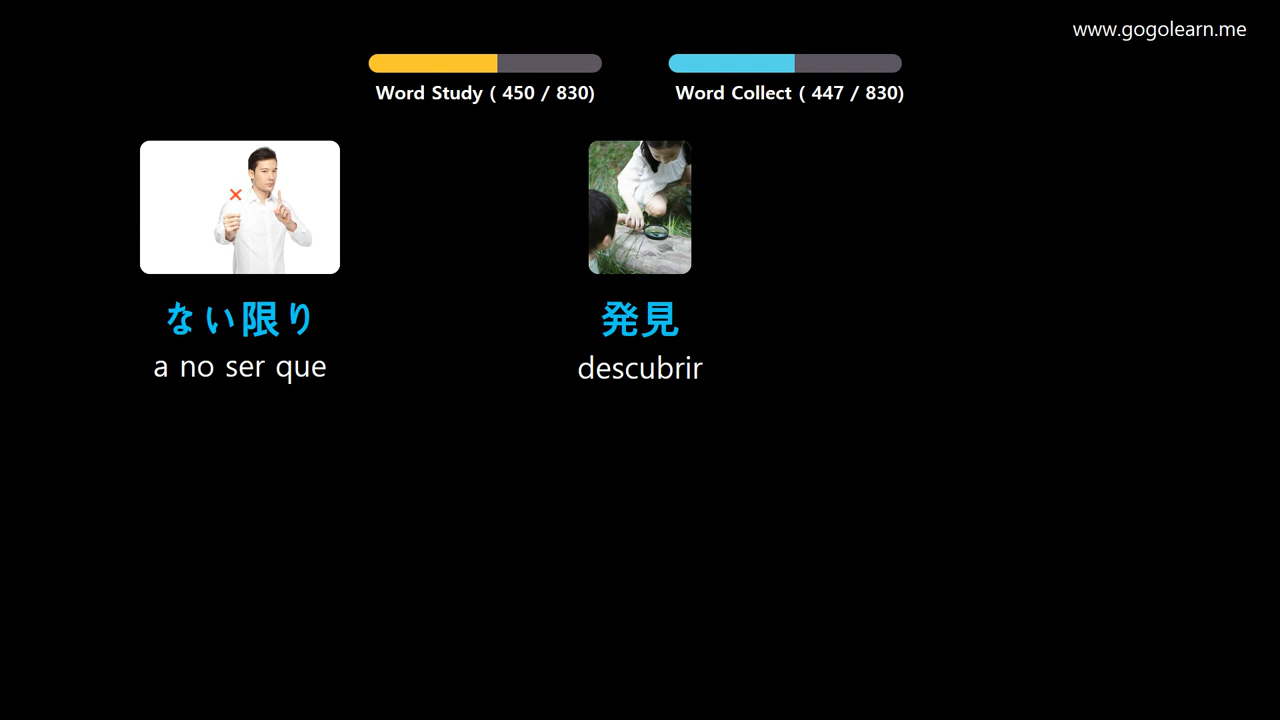 www.gogolearn.me
Word Study ( 450 / 830)
Word Collect ( 447 / 830)
ない限り
a no ser que
発見
descubrir